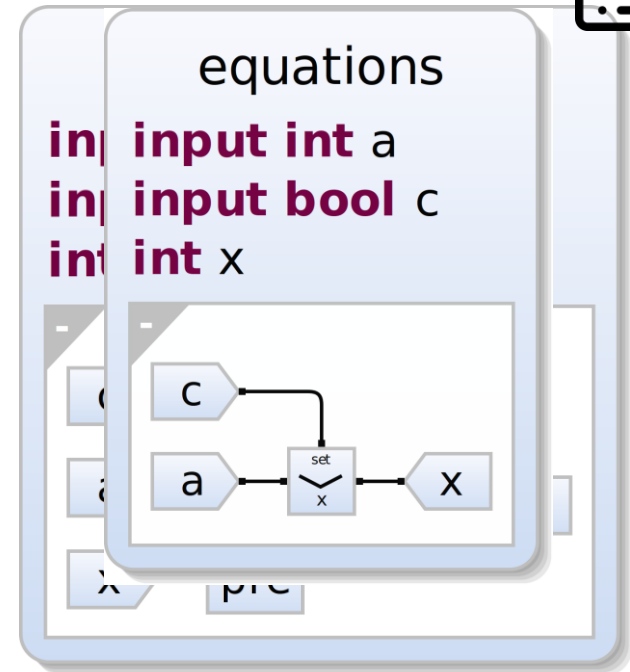 equations
input int a
input bool c
int x
-
-
c
set
a
x
x
x